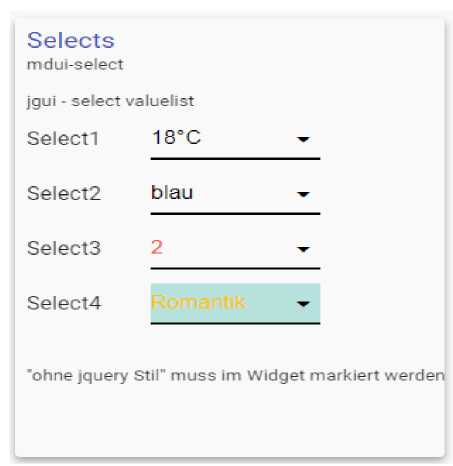 Selects
mdui-select
jgui - select valuelist
Select1 18°C
Select2 blau
Select3 2
Select4 Romantik
"ohne jquery Stil" muss im Widget markiert werden